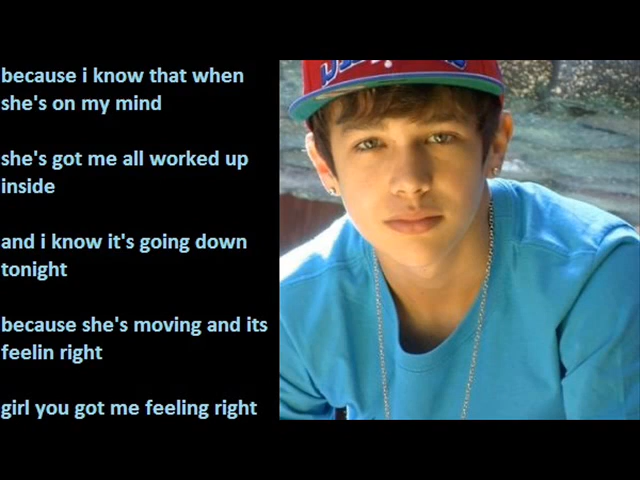 because i know that when
she's on my mind
she's got me all worked up
inside
and i know it's going down
tonight
because she's moving and its
feelin right
girl you got me feeling right